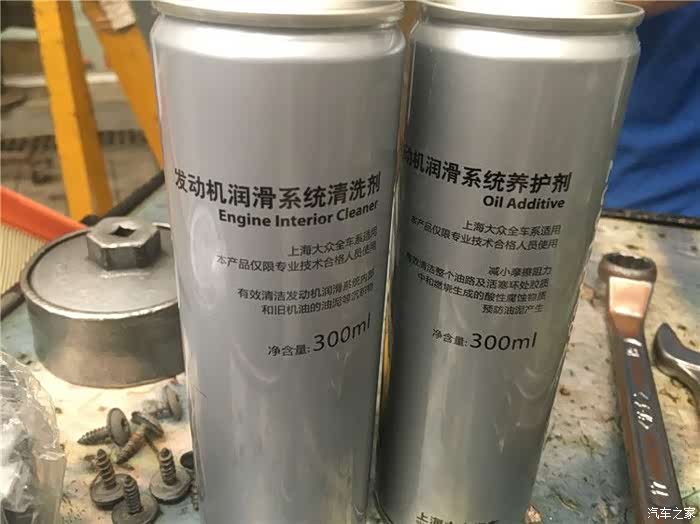 发动机润滑系统清洗剂
Engine Interior Cleaner
上海大众全车系适用
本产品仅限专业技术合格人员使用
有效清洁发动机润滑系统内部
和旧机油的油泥等沉积物
净含量: 300ml
动机润滑系统养护剂
Oil Additive
上海大众全车系适用
本产品仅限专业技术合格人员使用
减小摩擦阻力
有效清洁整个油路及活塞环处胶质
中和燃烧生成的酸性腐蚀物质
预防油泥产生
净含量: 300ml
上海
汽车之家